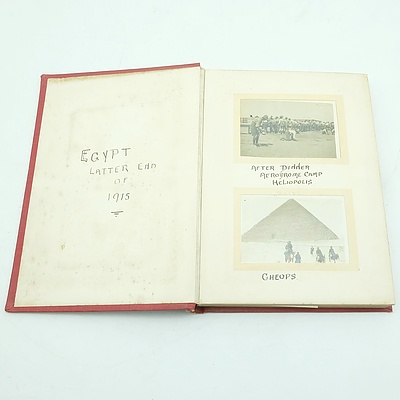 EGYPT
LATTER END
OF
1915
AFTER DINNER
AERODROME CAMP
HELIOPOLIS
CHEOPS